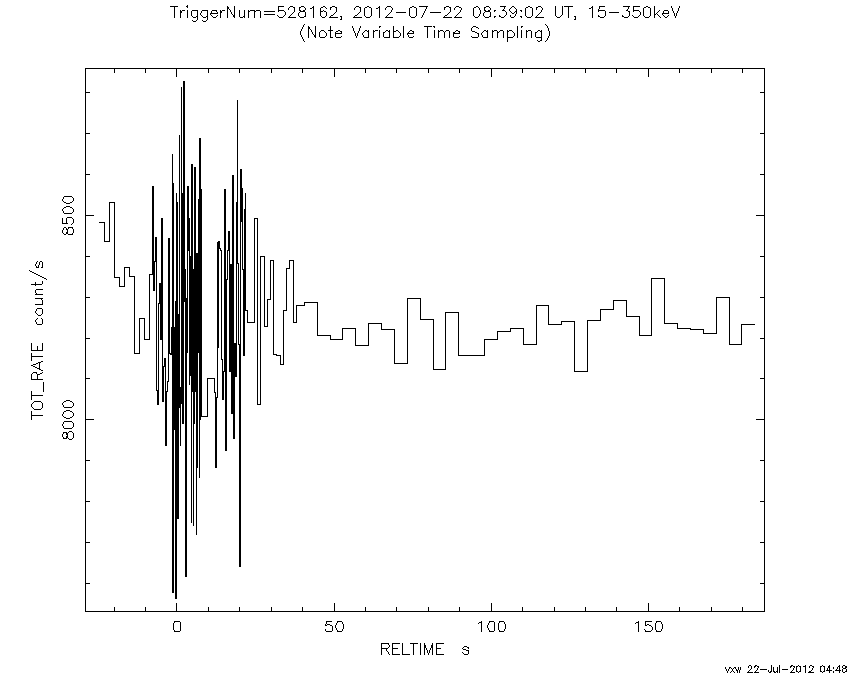 TriggerNum=528162, 2012-07-22 08:39:02 UT, 15-350keV
(Note Variable Time Sampling)
8500
8000
TOT_RATE count/s
0 50 100 150
RELTIME s
vxw 22-Jul-2012 04:48